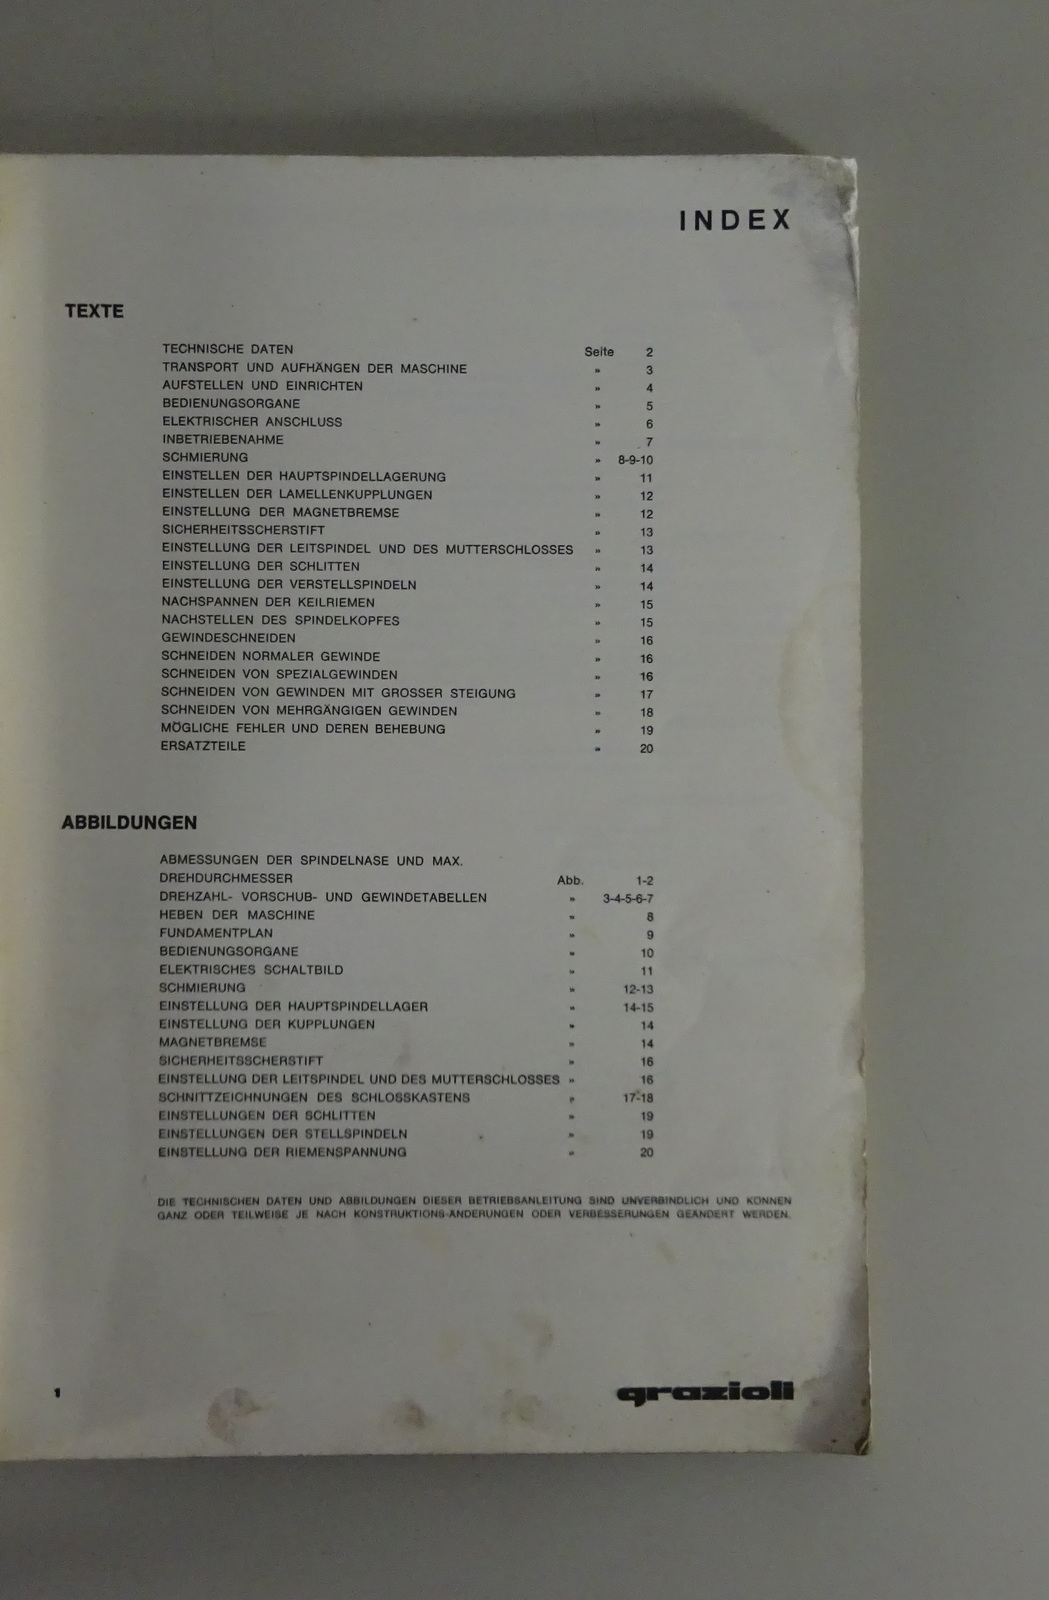 INDEX
TEXTE
TECHNISCHE DATEN Seite 2
TRANSPORT UND AUFHÄNGEN DER MASCHINE » 3
AUFSTELLEN UND EINRICHTEN » 4
BEDIENUNGSORGANE » 5
ELEKTRISCHER ANSCHLUSS » 6
INBETRIEBENAHME » 7
SCHMIERUNG » 8-9-10
EINSTELLEN DER HAUPTSPINDELLAGERUNG » 11
EINSTELLEN DER LAMELLENKUPPLUNGEN » 12
EINSTELLUNG DER MAGNETBREMSE » 12
SICHERHEITSSCHERSTIFT » 13
EINSTELLUNG DER LEITSPINDEL UND DES MUTTERSCHLOSSES » 13
EINSTELLUNG DER SCHLITTEN » 14
EINSTELLUNG DER VERSTELLSPINDELN » 14
NACHSPANNEN DER KEILRIEMEN » 15
NACHSTELLEN DES SPINDELKOPFES » 15
GEWINDESCHNEIDEN » 16
SCHNEIDEN NORMALER GEWINDE » 16
SCHNEIDEN VON SPEZIALGEWINDEN » 16
SCHNEIDEN VON GEWINDEN MIT GROSSER STEIGUNG » 17
SCHNEIDEN VON MEHRGÄNGIGEN GEWINDEN » 18
MÖGLICHE FEHLER UND DEREN BEHEBUNG » 19
ERSATZTEILE » 20
ABBILDUNGEN
ABMESSUNGEN DER SPINDELNASE UND MAX.
DREHDURCHMESSER Abb. 1-2
DREHZAHL- VORSCHUB- UND GEWINDETABELLEN » 3-4-5-6-7
HEBEN DER MASCHINE » 8
FUNDAMENTPLAN » 9
BEDIENUNGSORGANE » 10
ELEKTRISCHES SCHALTBILD » 11
SCHMIERUNG » 12-13
EINSTELLUNG DER HAUPTSPINDELLAGER » 14-15
EINSTELLUNG DER KUPPLUNGEN » 14
MAGNETBREMSE » 14
SICHERHEITSSCHERSTIFT » 16
EINSTELLUNG DER LEITSPINDEL UND DES MUTTERSCHLOSSES » 16
SCHNITTZEICHNUNGEN DES SCHLOSSKASTENS » 17-18
EINSTELLUNGEN DER SCHLITTEN » 19
EINSTELLUNGEN DER STELLSPINDELN » 19
EINSTELLUNG DER RIEMENSPANNUNG » 20
DIE TECHNISCHEN DATEN UND ABBILDUNGEN DIESER BETRIEBSANLEITUNG SIND UNVERBINDLICH UND KÖNNEN
GANZ ODER TEILWEISE JE NACH KONSTRUKTIONS-ÄNDERUNGEN ODER VERBESSERUNGEN GEÄNDERT WERDEN.
1 grazioli